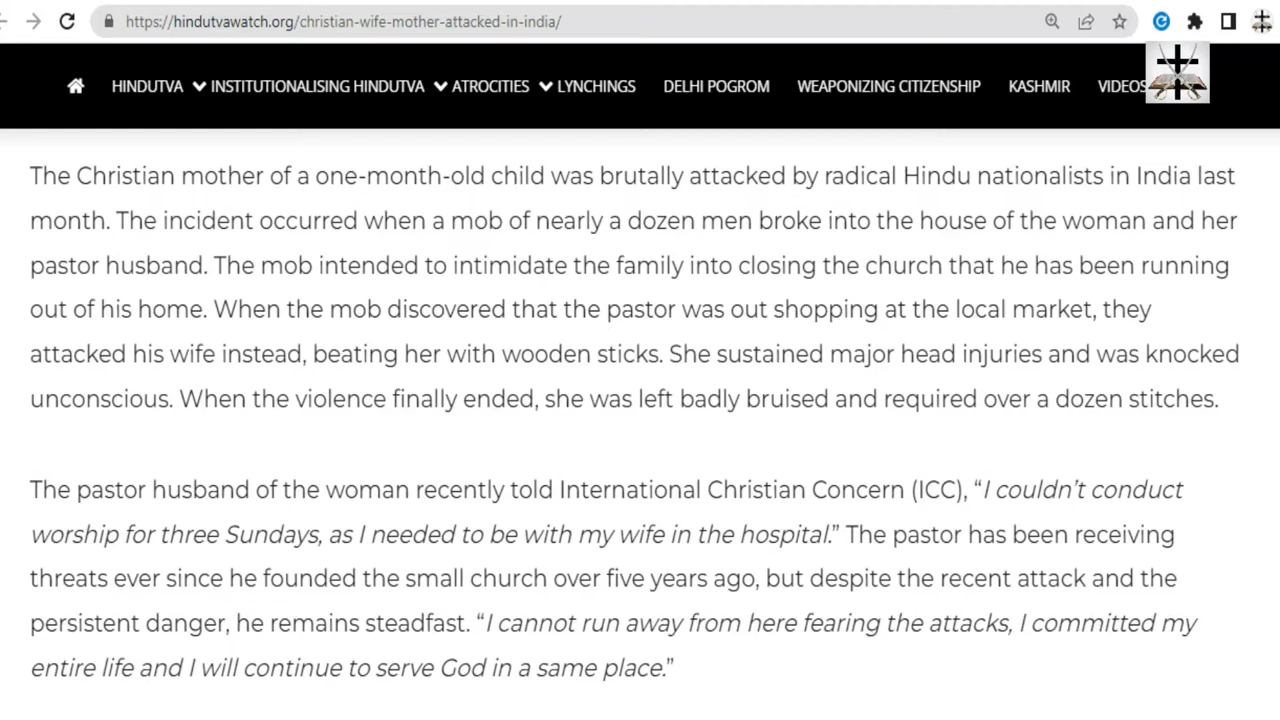 https://hindutvawatch.org/christian-wife-mother-attacked-in-india/
HINDUTVA INSTITUTIONALISING HINDUTVA ATROCITIES LYNCHINGS DELHI POGROM WEAPONIZING CITIZENSHIP KASHMIR VIDEOS
The Christian mother of a one-month-old child was brutally attacked by radical Hindu nationalists in India last
month. The incident occurred when a mob of nearly a dozen men broke into the house of the woman and her
pastor husband. The mob intended to intimidate the family into closing the church that he has been running
out of his home. When the mob discovered that the pastor was out shopping at the local market, they
attacked his wife instead, beating her with wooden sticks. She sustained major head injuries and was knocked
unconscious. When the violence finally ended, she was left badly bruised and required over a dozen stitches.
The pastor husband of the woman recently told International Christian Concern (ICC), “I couldn’t conduct
worship for three Sundays, as I needed to be with my wife in the hospital.” The pastor has been receiving
threats ever since he founded the small church over five years ago, but despite the recent attack and the
persistent danger, he remains steadfast. “I cannot run away from here fearing the attacks, I committed my
entire life and I will continue to serve God in a same place.”